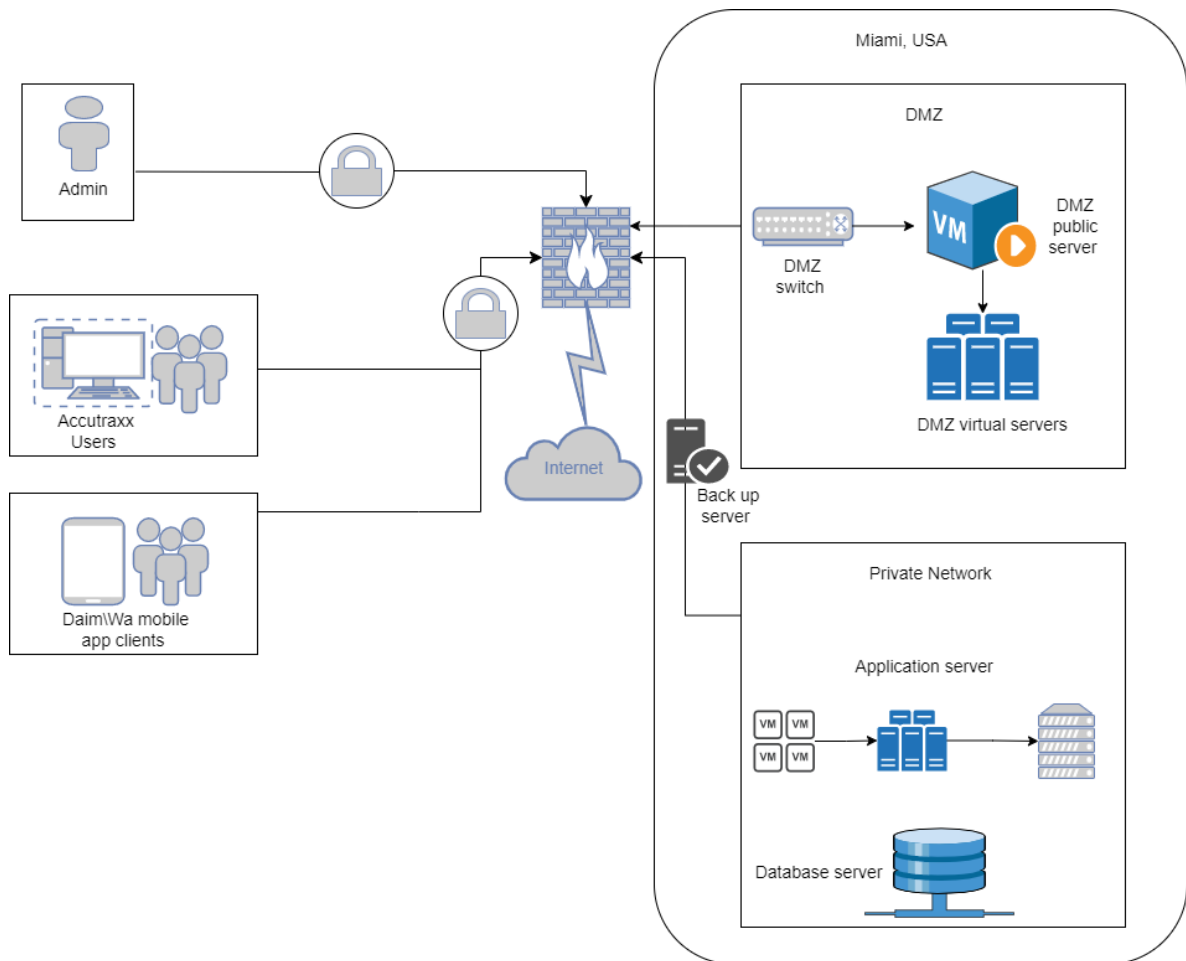 Miami, USA
Admin
DMZ
VM
DMZ
public
server
DMZ
switch
Accutraxx
Users
DMZ virtual servers
Internet
Back up
server
Daim\Wa mobile
app clients
Private Network
Application server
VM VM
VM VM
Database server